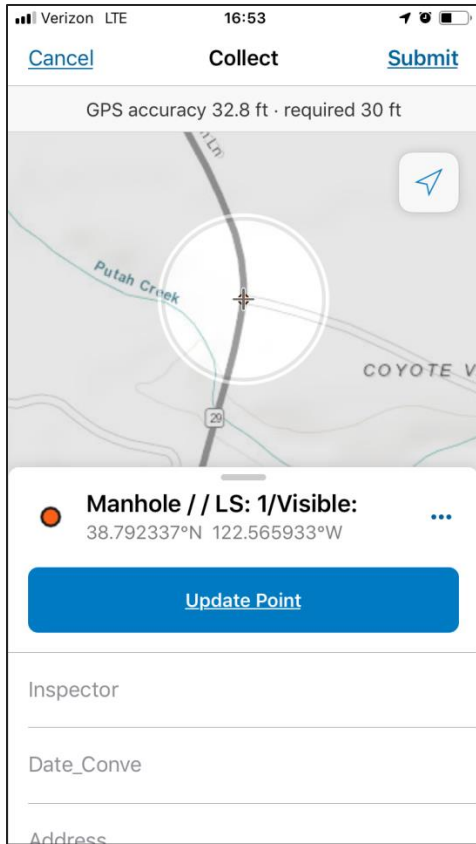 Verizon LTE 16:53
Cancel Collect Submit
GPS accuracy 32.8 ft · required 30 ft
Ln
Putah Creek
COYOTE V
29
Manhole / / LS: 1/Visible:
38.792337°N 122.565933°W
Update Point
Inspector
Date_Conve
Address